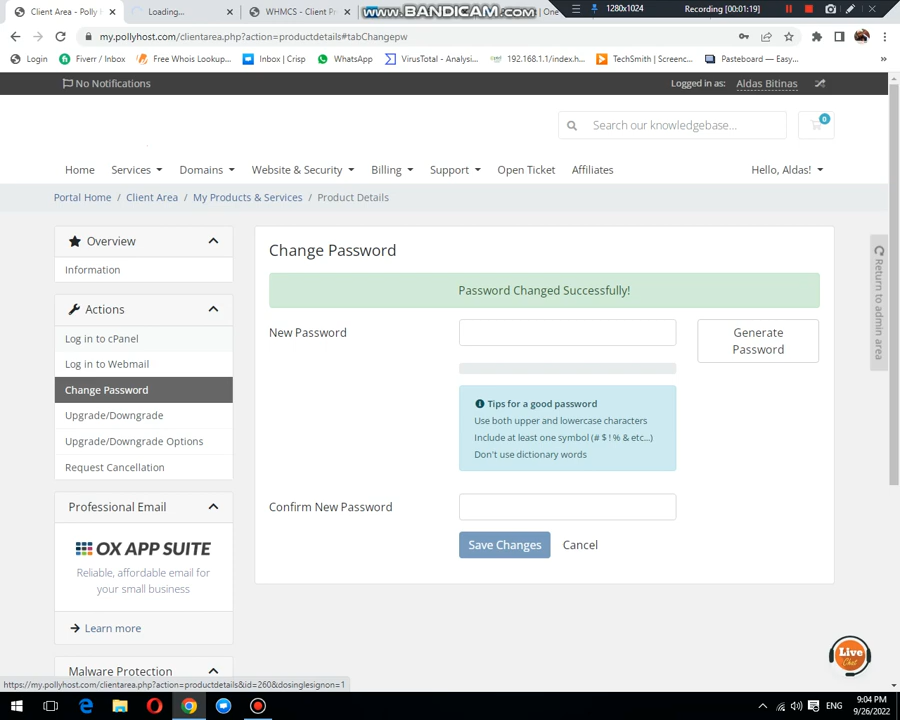 Client Area - Polly H
Loading...
WHMCS - Client Pr
www.BANDICAM.com
One
1280x1024
Recording [00:01:19]
my.pollyhost.com/clientarea.php?action=productdetails#tabChangepw
Login
Fiverr / Inbox
Free Whois Lookup...
Inbox | Crisp
WhatsApp
VirusTotal - Analysi...
192.168.1.1/index.h...
TechSmith | Screenc...
Pasteboard — Easy...
No Notifications
Logged in as: Aldas Bitinas
Search our knowledgebase...
0
Home Services Domains Website & Security Billing Support Open Ticket Affiliates Hello, Aldas!
Portal Home / Client Area / My Products & Services / Product Details
Overview
Information
Actions
Log in to cPanel
Log in to Webmail
Change Password
Upgrade/Downgrade
Upgrade/Downgrade Options
Request Cancellation
Professional Email
OX APP SUITE
Reliable, affordable email for
your small business
Learn more
Malware Protection
Change Password
Password Changed Successfully!
New Password
Generate
Password
Tips for a good password
Use both upper and lowercase characters
Include at least one symbol (# $ ! % & etc...)
Don't use dictionary words
Confirm New Password
Save Changes
Cancel
Return to admin area
Live
Chat
https://my.pollyhost.com/clientarea.php?action=productdetails&id=260&dosinglesignon=1
ENG
9:04 PM
9/26/2022